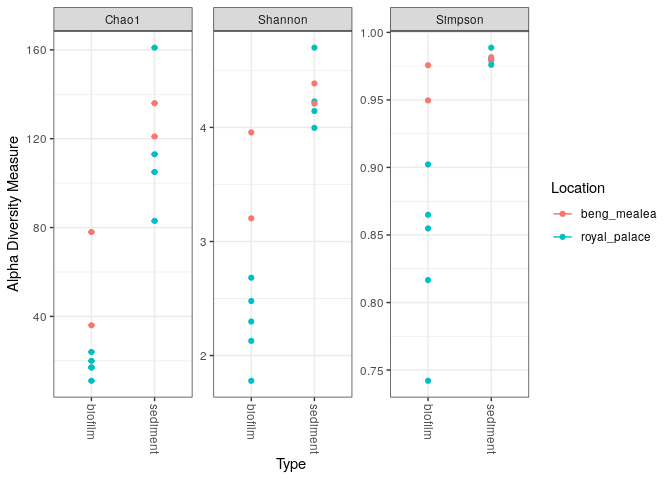 Chao1 Shannon Simpson
Alpha Diversity Measure
160
120
80
40
4
3
2
1.00
0.95
0.90
0.85
0.80
0.75
biofilm sediment biofilm sediment biofilm sediment
Type
Location
beng_mealea
royal_palace